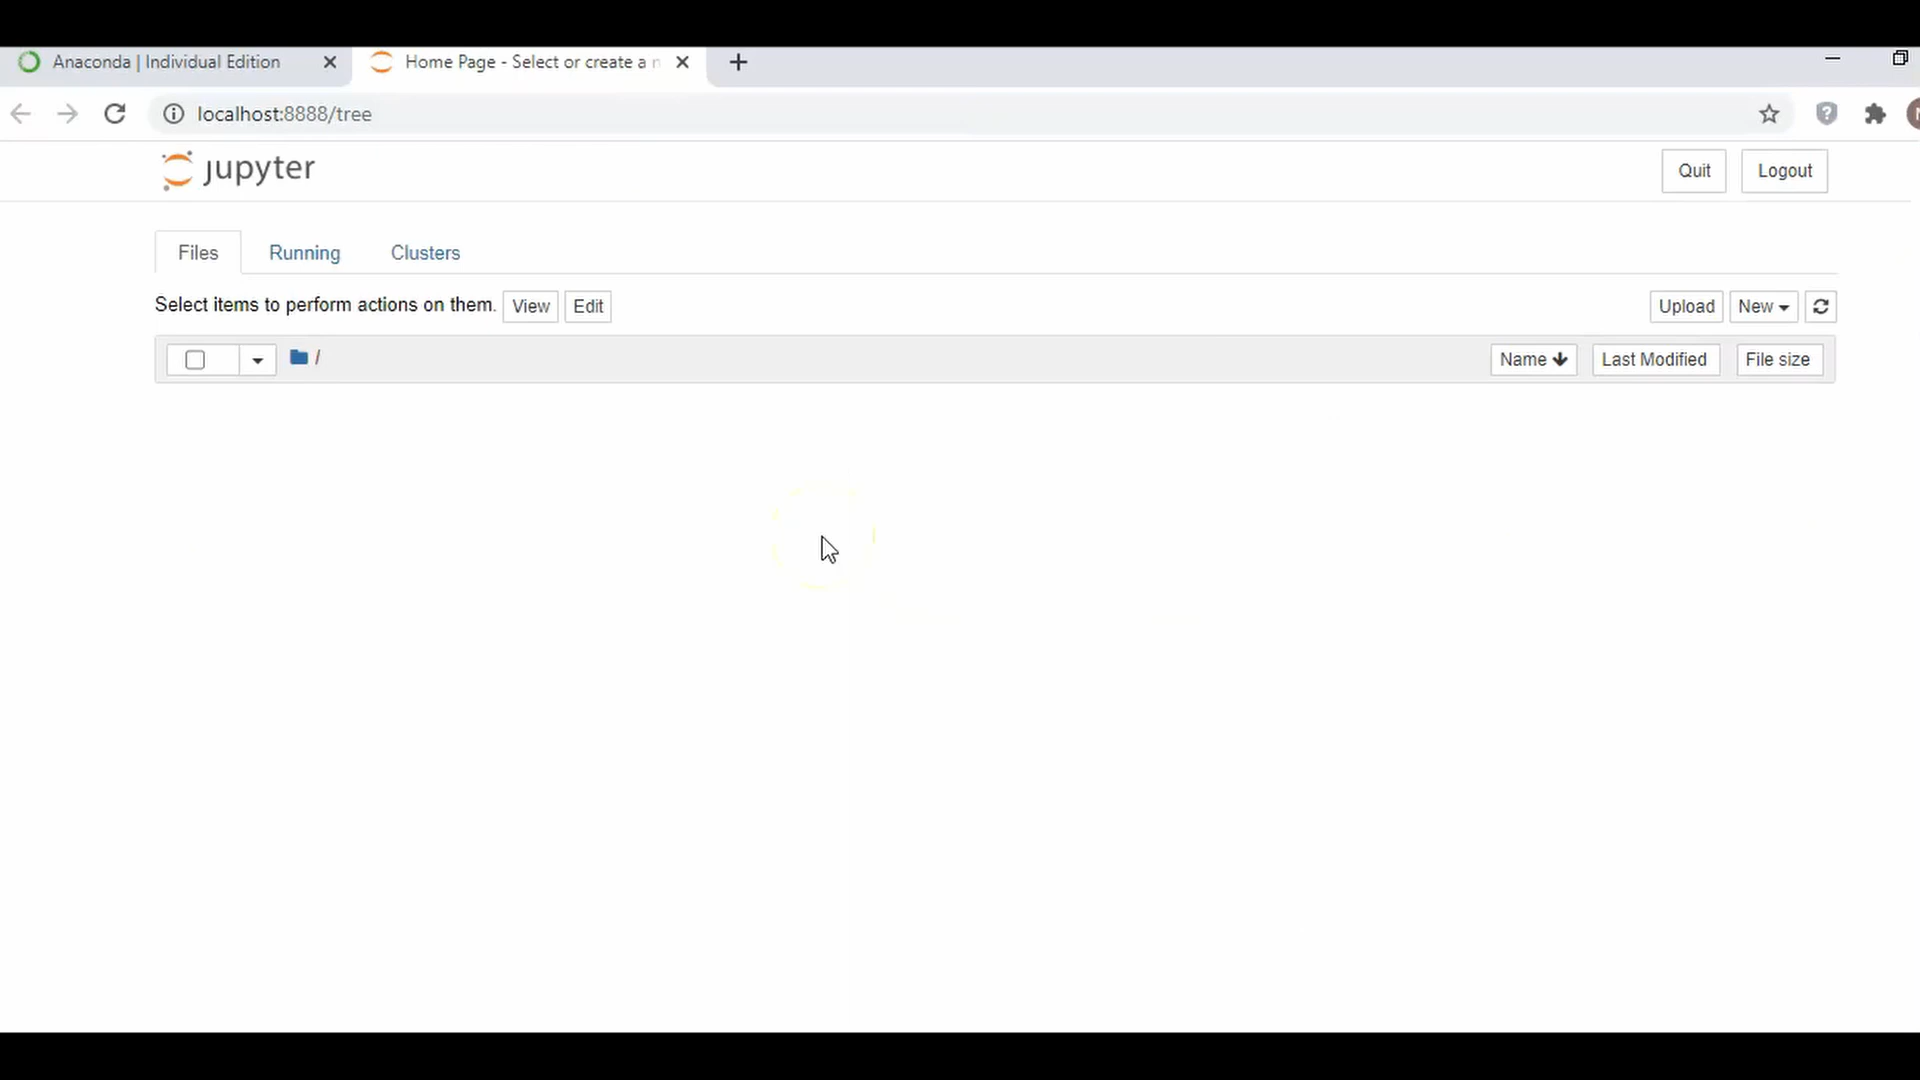 Anaconda | Individual Edition
Home Page - Select or create a n
localhost:8888/tree
jupyter
Quit
Logout
Files
Running
Clusters
Select items to perform actions on them.
View
Edit
Upload
New
/
Name
Last Modified
File size